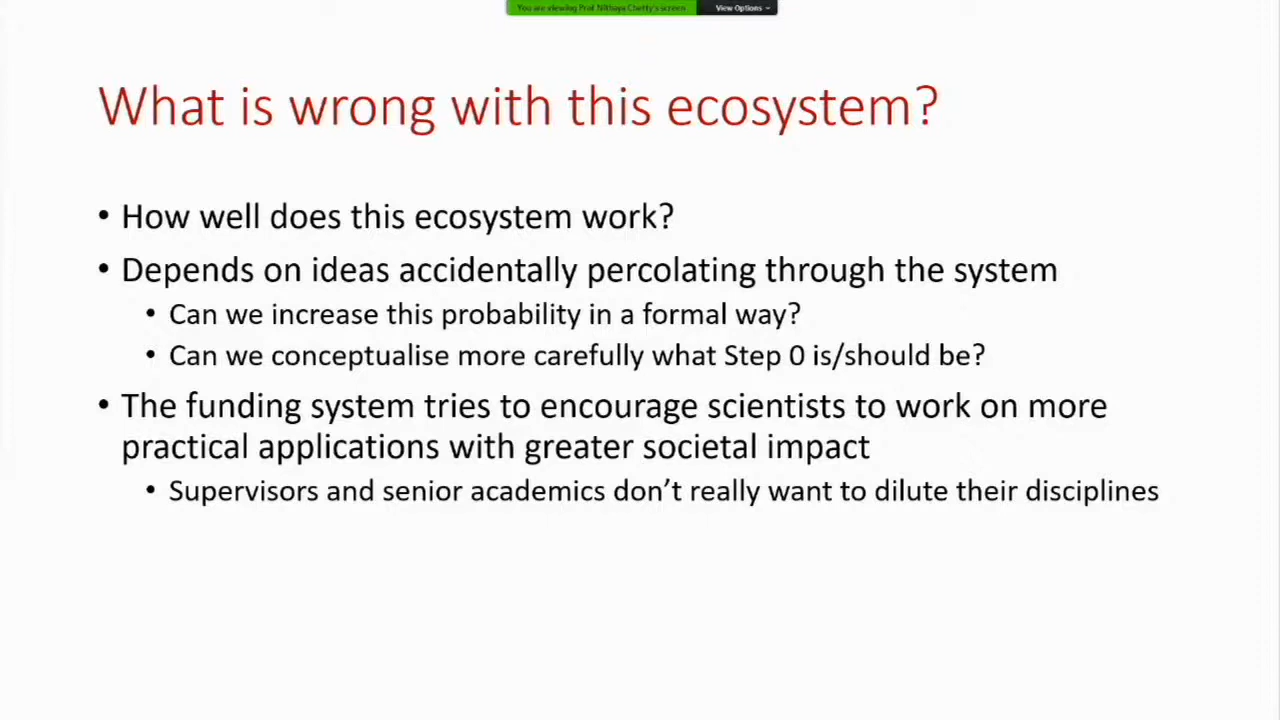 You are viewing Prof Nithaya Chetty's screen View Options
What is wrong with this ecosystem?
• How well does this ecosystem work?
• Depends on ideas accidentally percolating through the system
• Can we increase this probability in a formal way?
• Can we conceptualise more carefully what Step 0 is/should be?
• The funding system tries to encourage scientists to work on more
practical applications with greater societal impact
• Supervisors and senior academics don't really want to dilute their disciplines